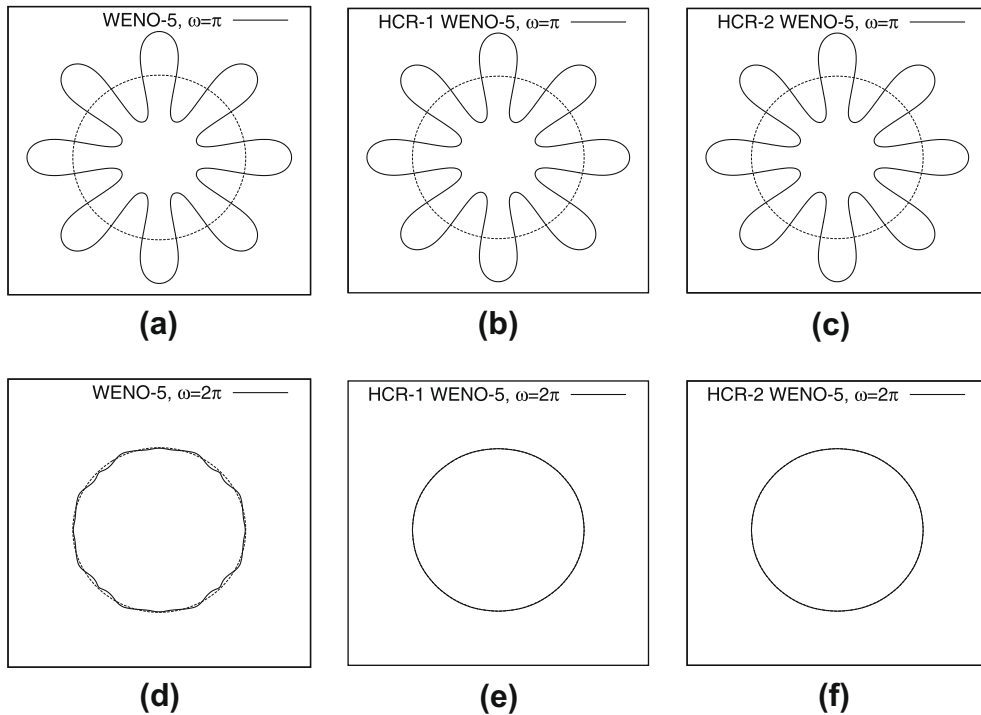 WENO-5, ω=π
HCR-1 WENO-5, ω=π
HCR-2 WENO-5, ω=π
(a)
(b)
(c)
WENO-5, ω=2π
HCR-1 WENO-5, ω=2π
HCR-2 WENO-5, ω=2π
(d)
(e)
(f)